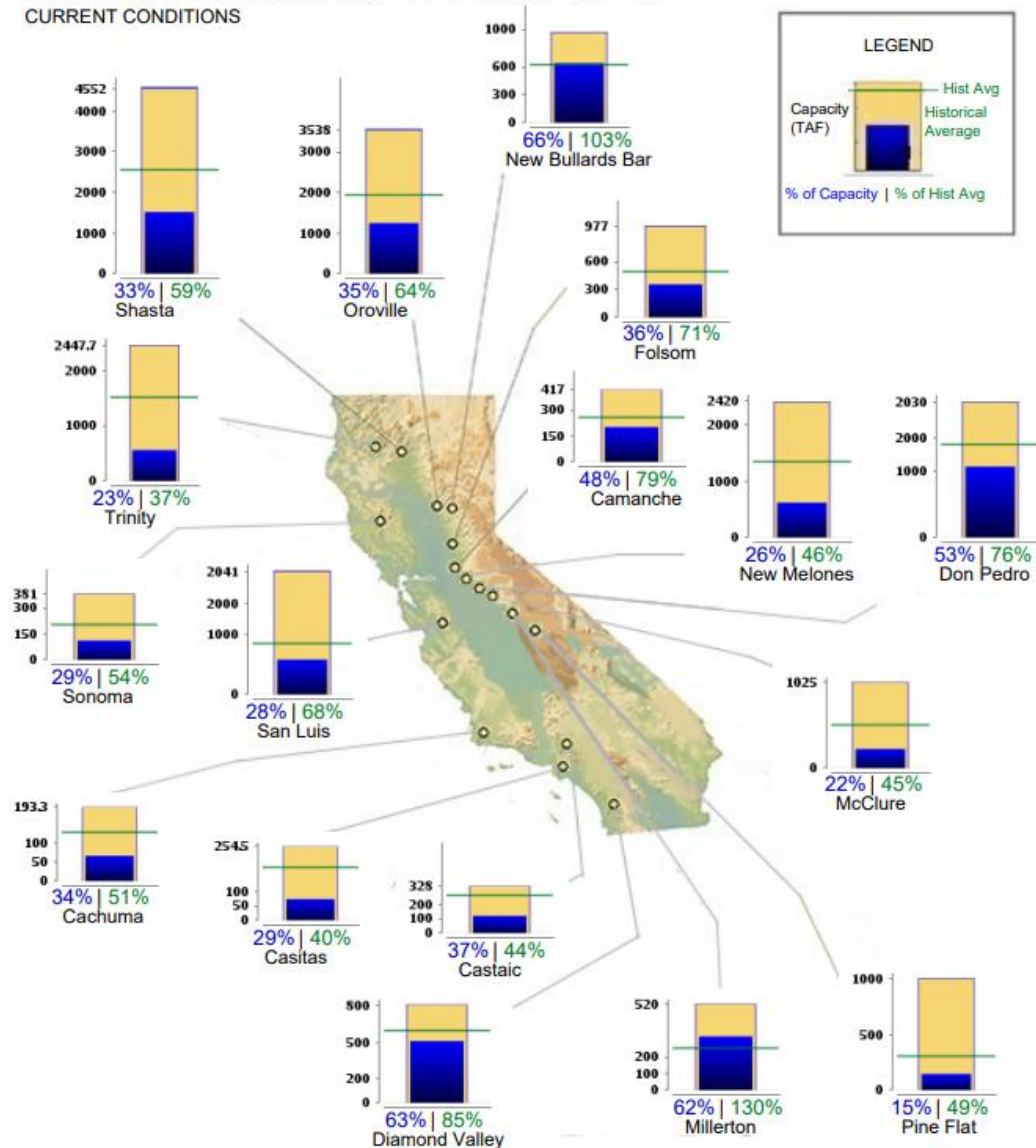 CURRENT CONDITIONS
LEGEND
Capacity
(TAF)
Hist Avg
Historical
Average
% of Capacity | % of Hist Avg
4552
4000
3000
2000
1000
0
33% | 59%
Shasta
3538
3000
2000
1000
0
35% | 64%
Oroville
1000
600
300
0
66% | 103%
New Bullards Bar
977
600
300
0
36% | 71%
Folsom
2447.7
2000
1000
0
23% | 37%
Trinity
417
300
150
0
48% | 79%
Camanche
2420
2000
1000
0
26% | 46%
New Melones
2030
2000
1000
0
53% | 76%
Don Pedro
381
300
150
0
29% | 54%
Sonoma
2041
2000
1000
0
28% | 68%
San Luis
1025
0
22% | 45%
McClure
193.3
100
50
0
34% | 51%
Cachuma
254.5
100
50
0
29% | 40%
Casitas
328
200
100
0
37% | 44%
Castaic
800
500
200
0
63% | 85%
Diamond Valley
520
200
100
0
62% | 130%
Millerton
1000
500
0
15% | 49%
Pine Flat